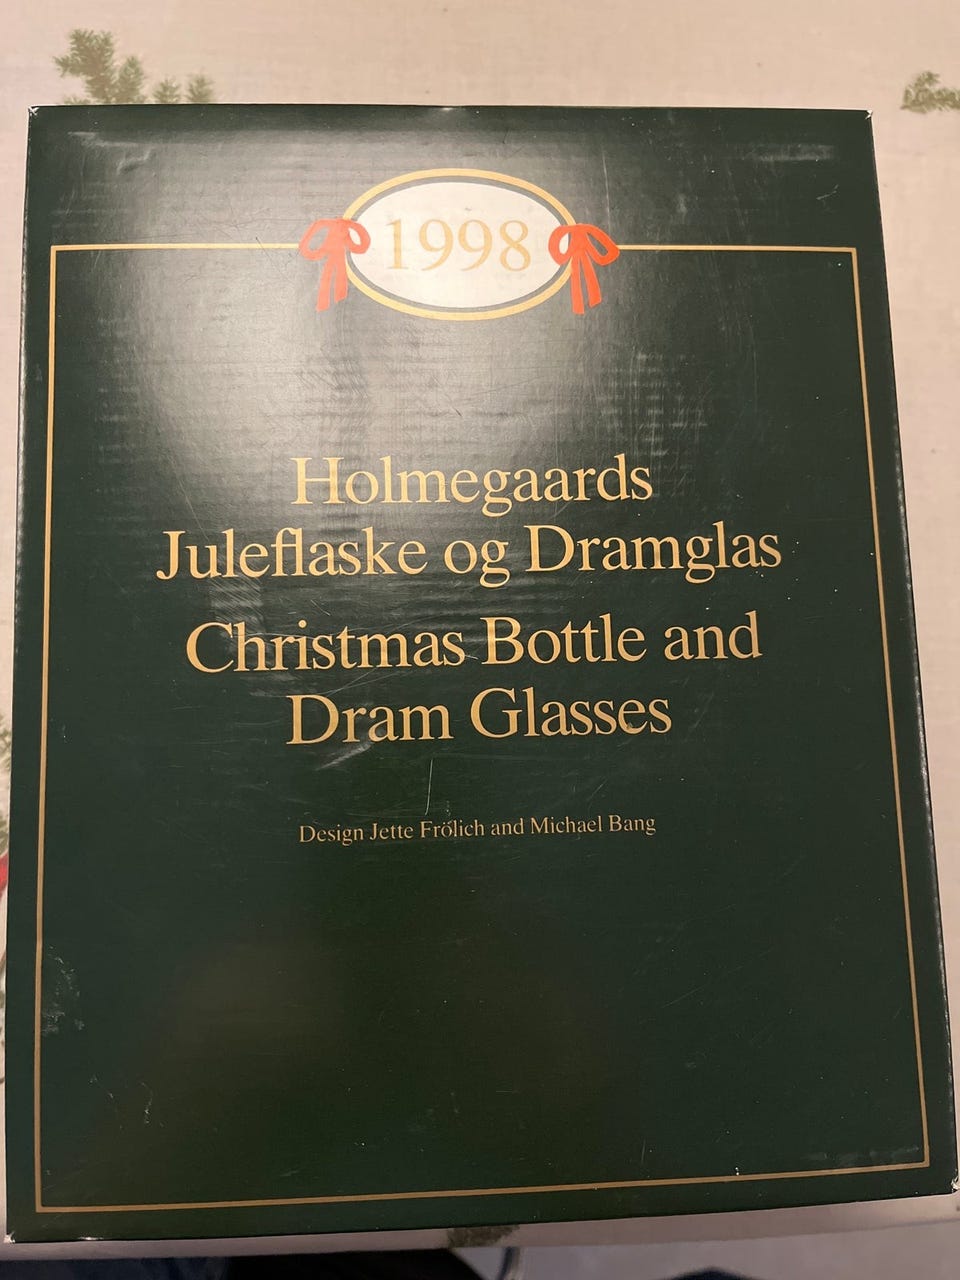 1998
Holmegaards
Juleflaske og Dramglas
Christmas Bottle and
Dram Glasses
Design Jette Frölich and Michael Bang